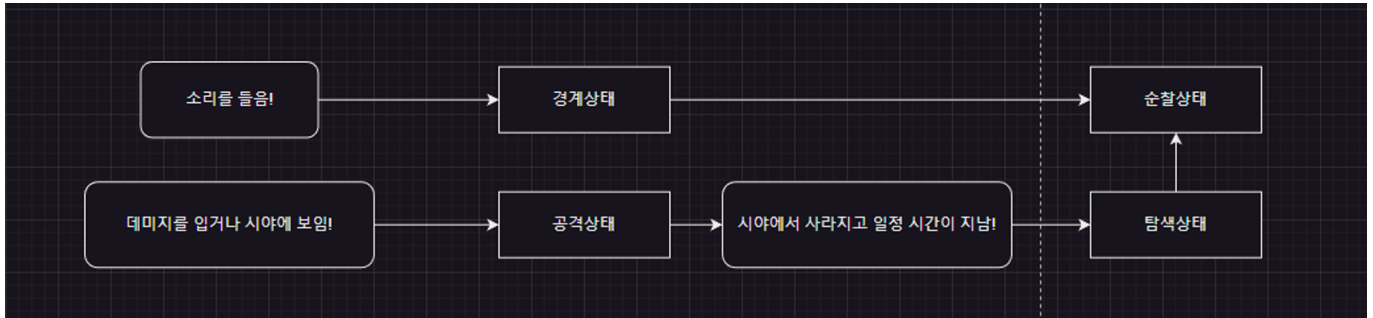 소리를 들음!
경계상태
순찰상태
데미지를 입거나 시야에 보임!
공격상태
시야에서 사라지고 일정 시간이 지남!
탐색상태